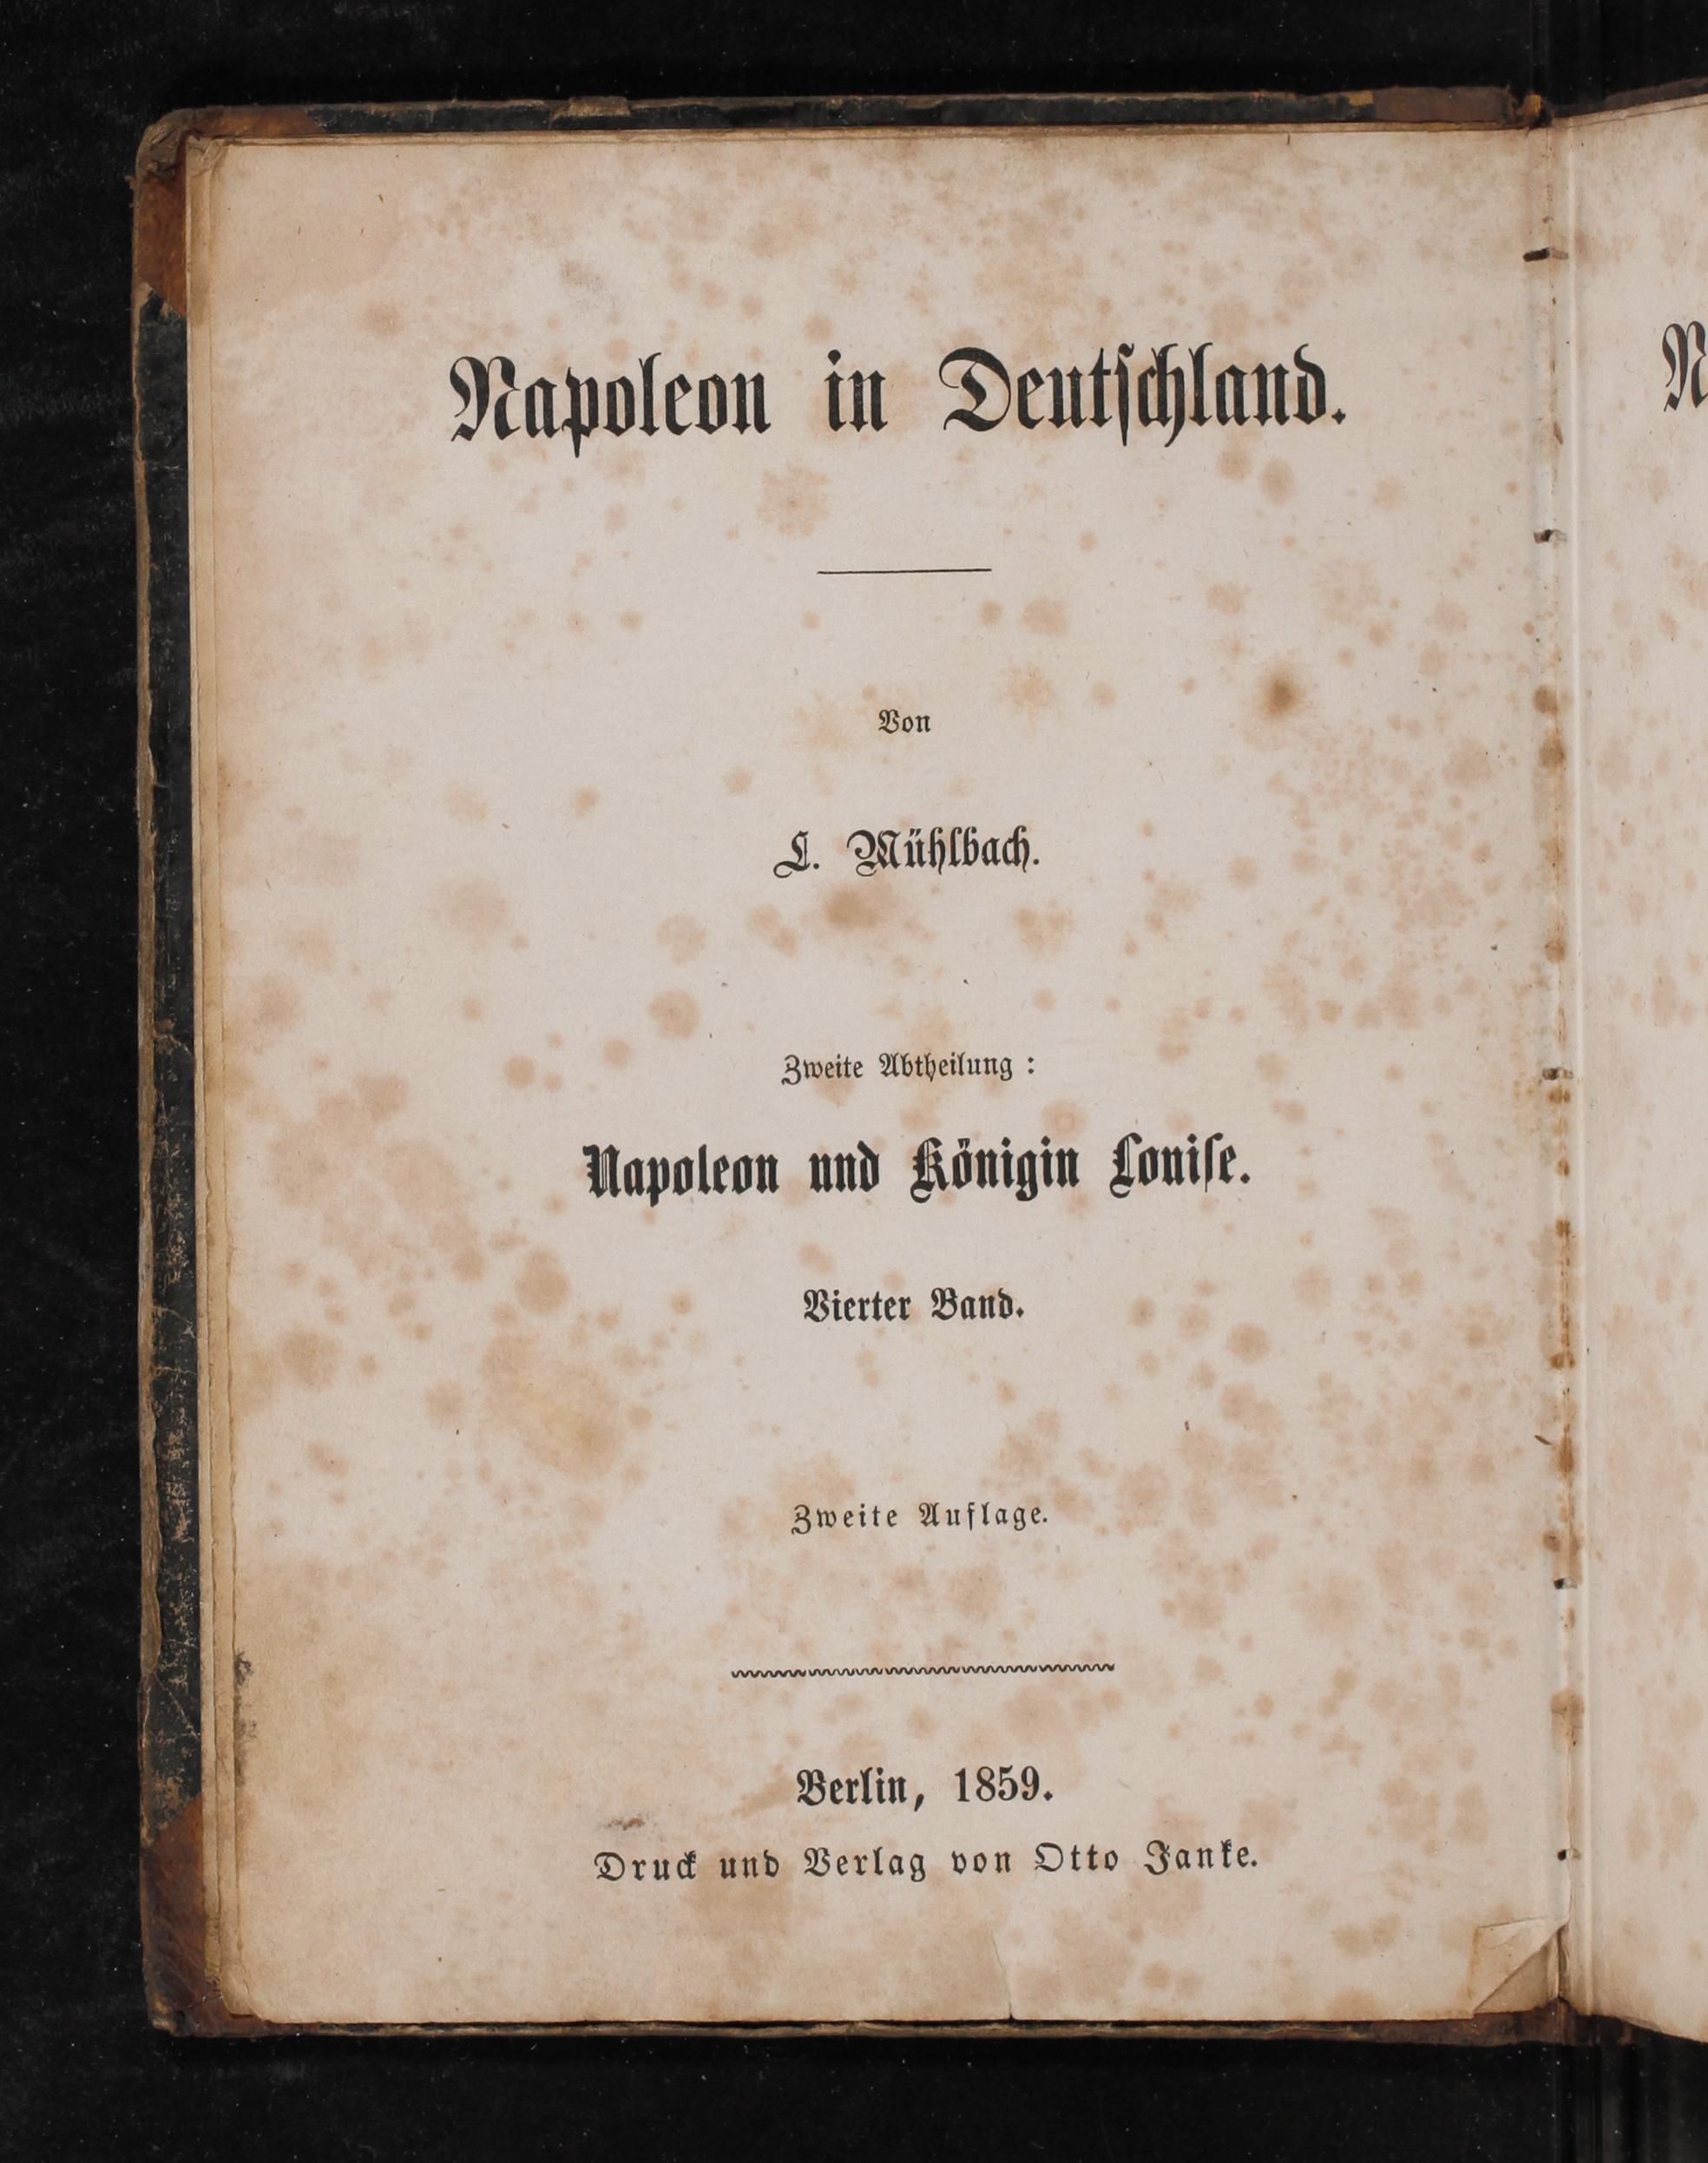 Napoleon in Deutſchland.
Von
L. Mühlbach.
Zweite Abtheilung :
Napoleon und Königin Louiſe.
Vierter Band.
Zweite Auflage.
Berlin, 1859.
Druck und Verlag von Otto Janke.